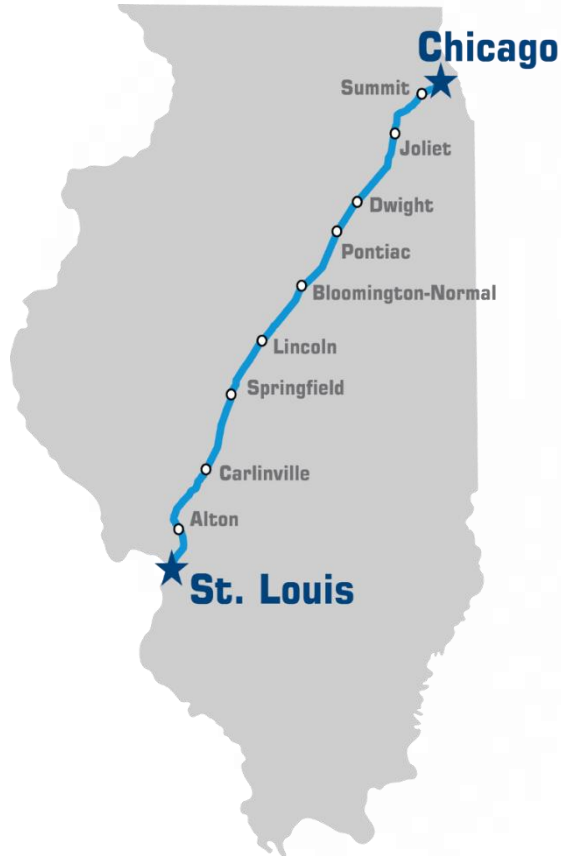 Chicago
Summit
Joliet
Dwight
Pontiac
Bloomington-Normal
Lincoln
Springfield
Carlinville
Alton
St. Louis